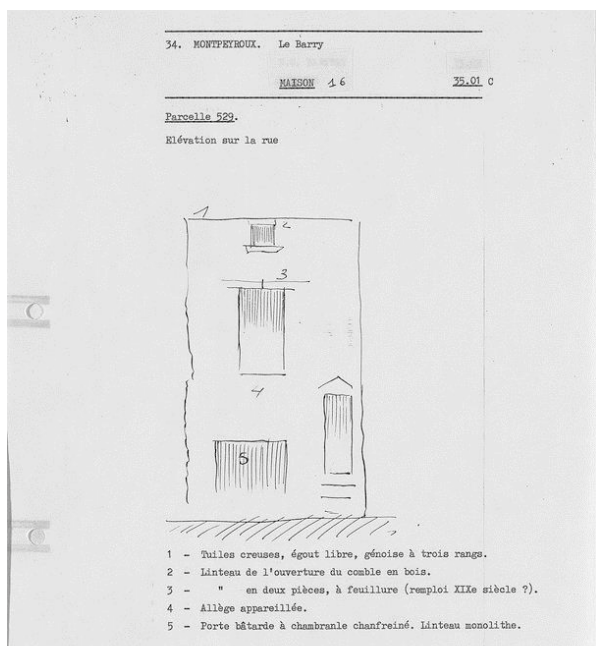 34. MONTPEYROUX. Le Barry
MAISON 16
35.01 C
Parcelle 529.
Elévation sur la rue
1
2
3
4
5
1 - Tuiles creuses, égout libre, génoise à trois rangs.
2 - Linteau de l'ouverture du comble en bois.
3 - " en deux pièces, à feuillure (remploi XIXe siècle ?).
4 - Allège appareillée.
5 - Porte bâtarde à chambranle chanfreiné. Linteau monolithe.